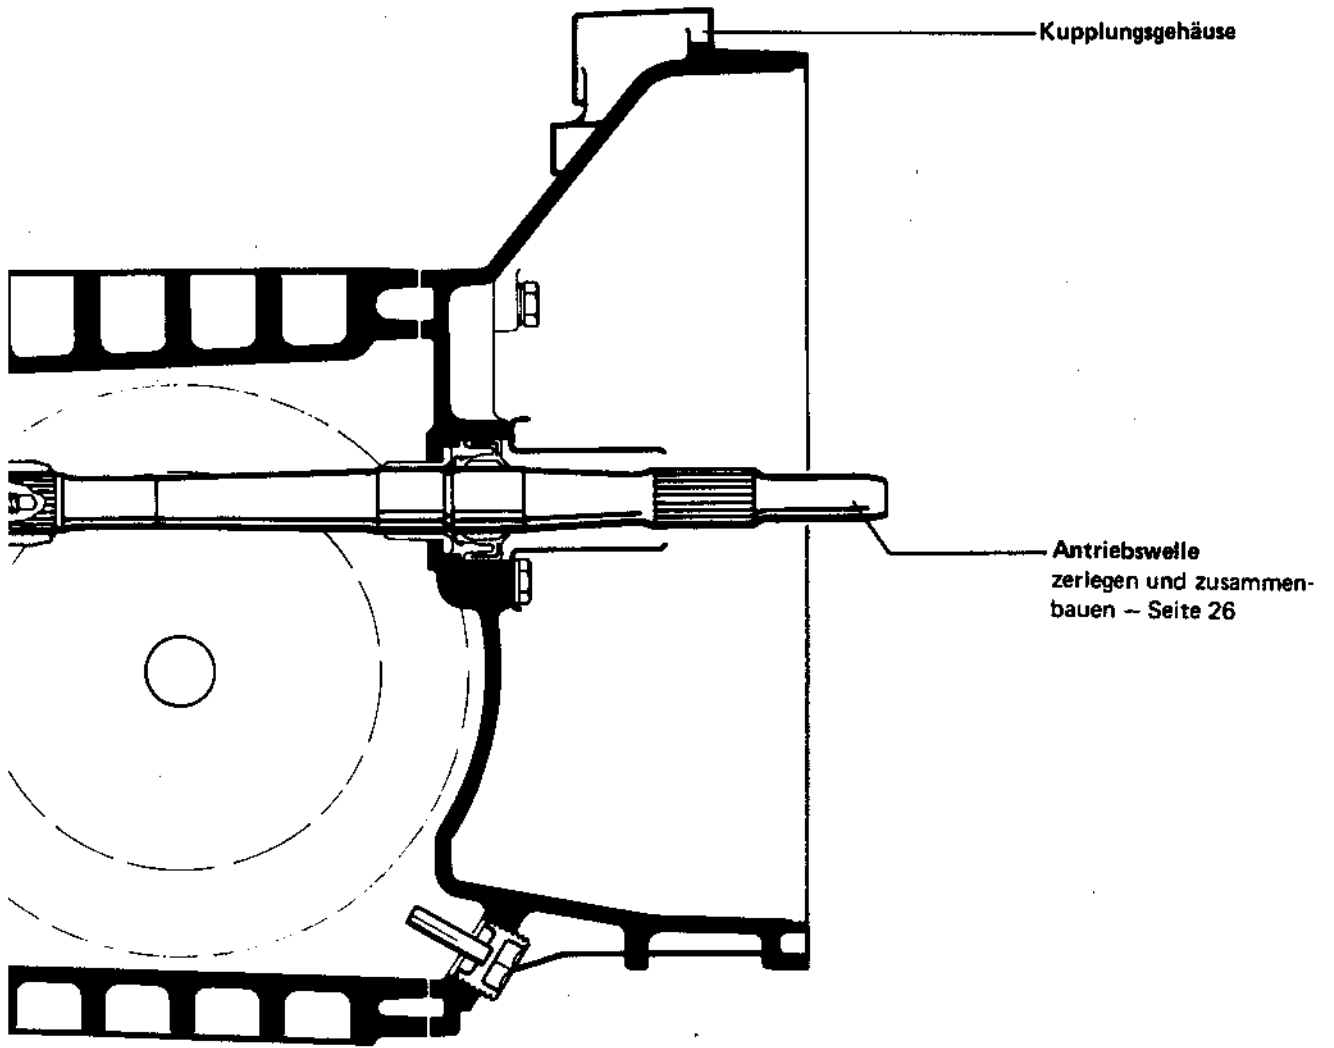 Kupplungsgehäuse
Antriebswelle
zerlegen und zusammen-
bauen – Seite 26